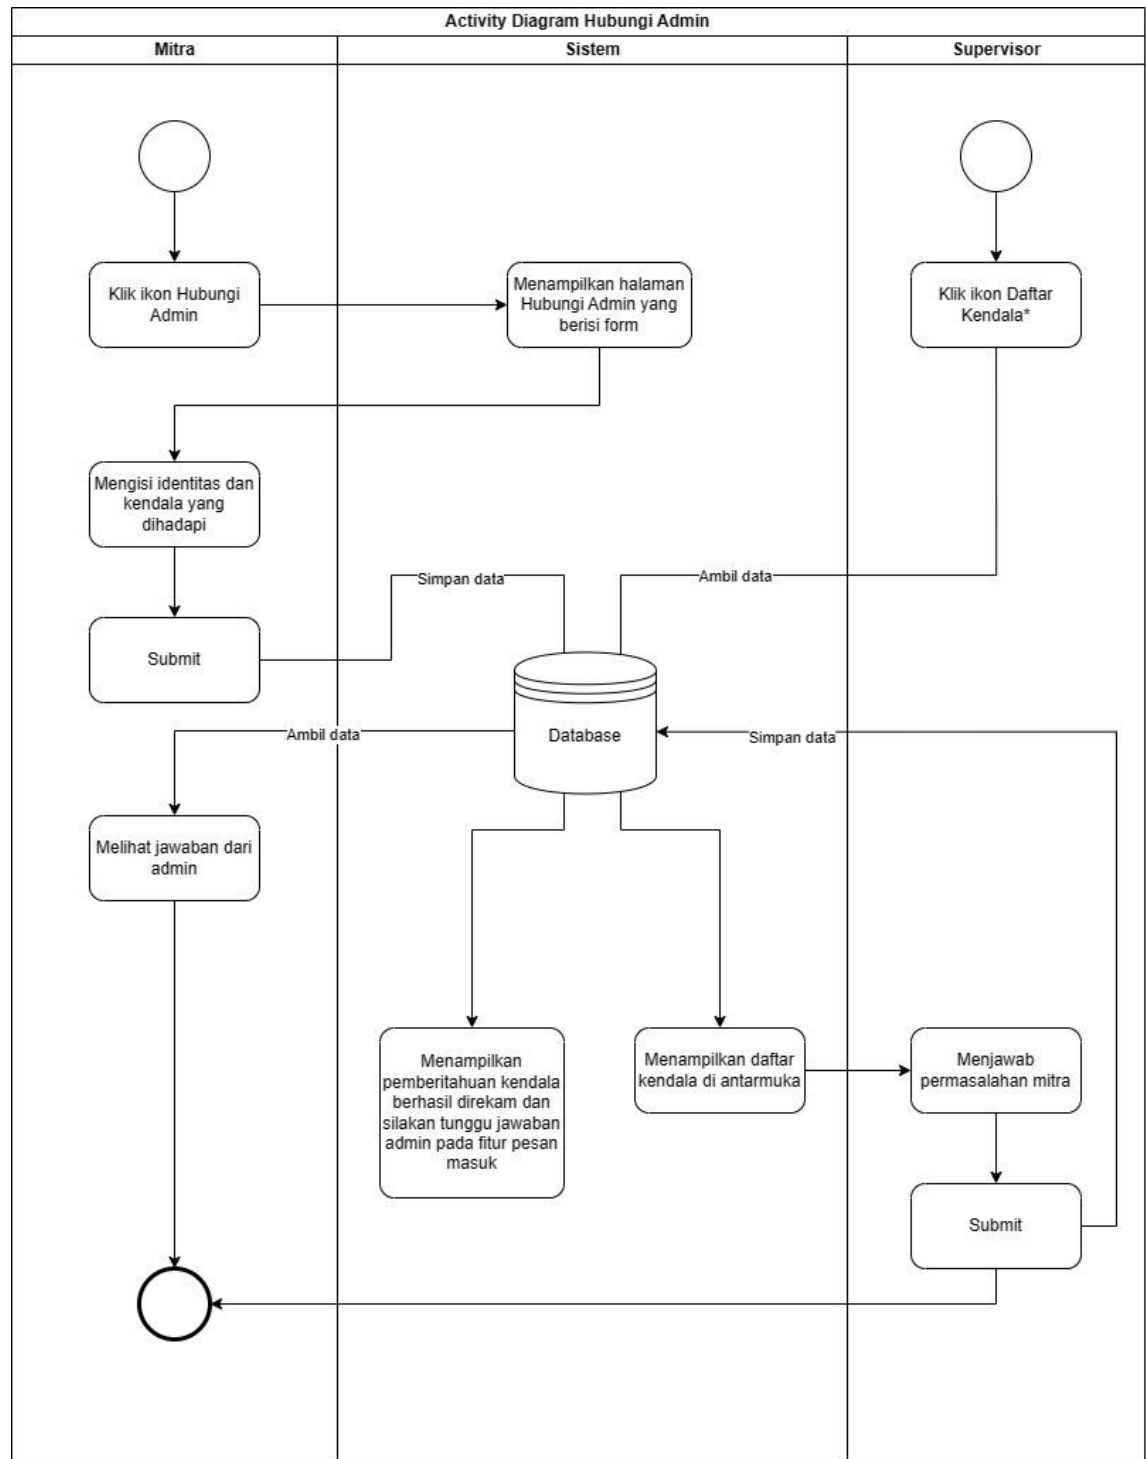 Activity Diagram Hubungi Admin
Mitra
Sistem
Supervisor
Klik ikon Hubungi
Admin
Menampilkan halaman
Hubungi Admin yang
berisi form
Klik ikon Daftar
Kendala*
Mengisi identitas dan
kendala yang
dihadapi
Simpan data
Ambil data
Submit
Ambil data
Database
Simpan data
Melihat jawaban dari
admin
Menampilkan
pemberitahuan kendala
berhasil direkam dan
silakan tunggu jawaban
admin pada fitur pesan
masuk
Menampilkan daftar
kendala di antarmuka
Menjawab
permasalahan mitra
Submit